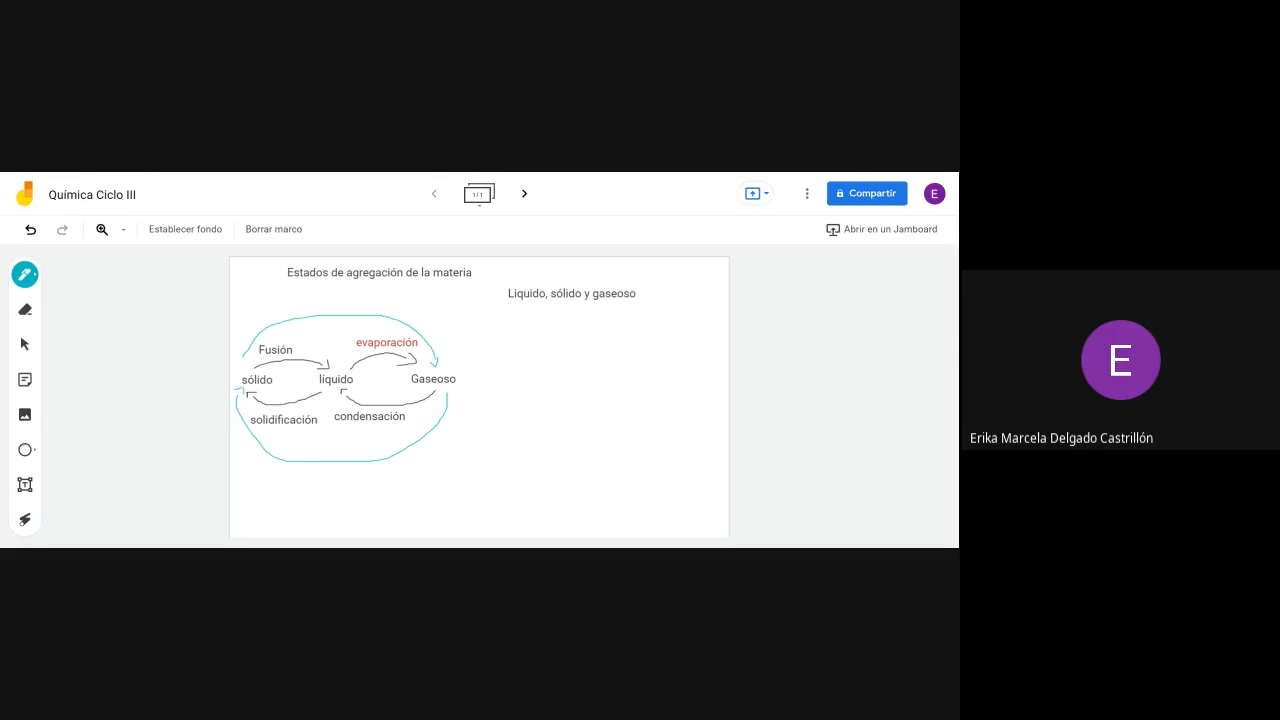 Química Ciclo III
1/1
Compartir
E
Establecer fondo
Borrar marco
Abrir en un Jamboard
Estados de agregación de la materia
Liquido, sólido y gaseoso
Fusión
evaporación
sólido
líquido
Gaseoso
solidificación
condensación
E
Erika Marcela Delgado Castrillón